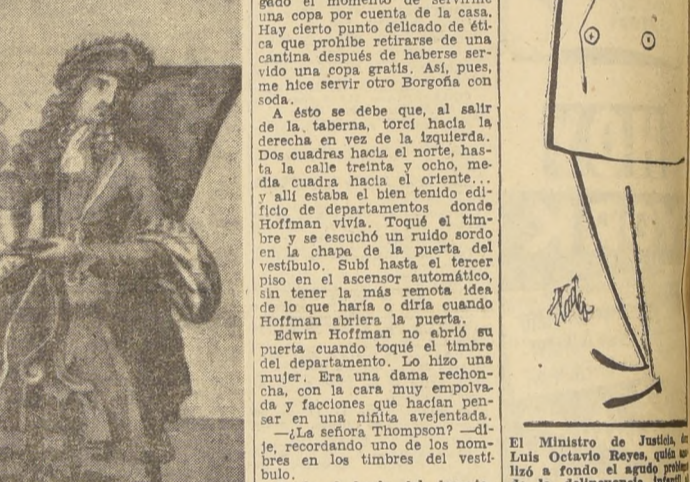 gado el momento de servirme
una copa por cuenta de la casa.
Hay cierto punto delicado de éti-
ca que prohibe retirarse de una
cantina después de haberse ser-
vido una copa gratis. Así, pues,
me hice servir otro Borgoña con
soda.
A ésto se debe que, al salir
de la taberna, torcí hacia la
derecha en vez de la izquierda.
Dos cuadras hacia el norte, has-
ta la calle treinta y ocho, me-
dia cuadra hacia el oriente...
y allí estaba el bien tenido edi-
ficio de departamentos donde
Hoffman vivía. Toqué el tim-
bre y se escuchó un ruido sordo
en la chapa de la puerta del
vestíbulo. Subí hasta el tercer
piso en el ascensor automático,
sin tener la más remota idea
de lo que haría o diría cuando
Hoffman abriera la puerta.
Edwin Hoffman no abrió su
puerta cuando toqué el timbre
del departamento. Lo hizo una
mujer. Era una dama rechon-
cha, con la cara muy empolva-
da y facciones que hacían pen-
sar en una niñita avejentada.
—¿La señora Thompson? —di-
je, recordando uno de los nom-
bres en los timbres del vestí-
bulo.
El Ministro de Justicia,
Luis Octavio Reyes, quién
lizó a fondo el agudo